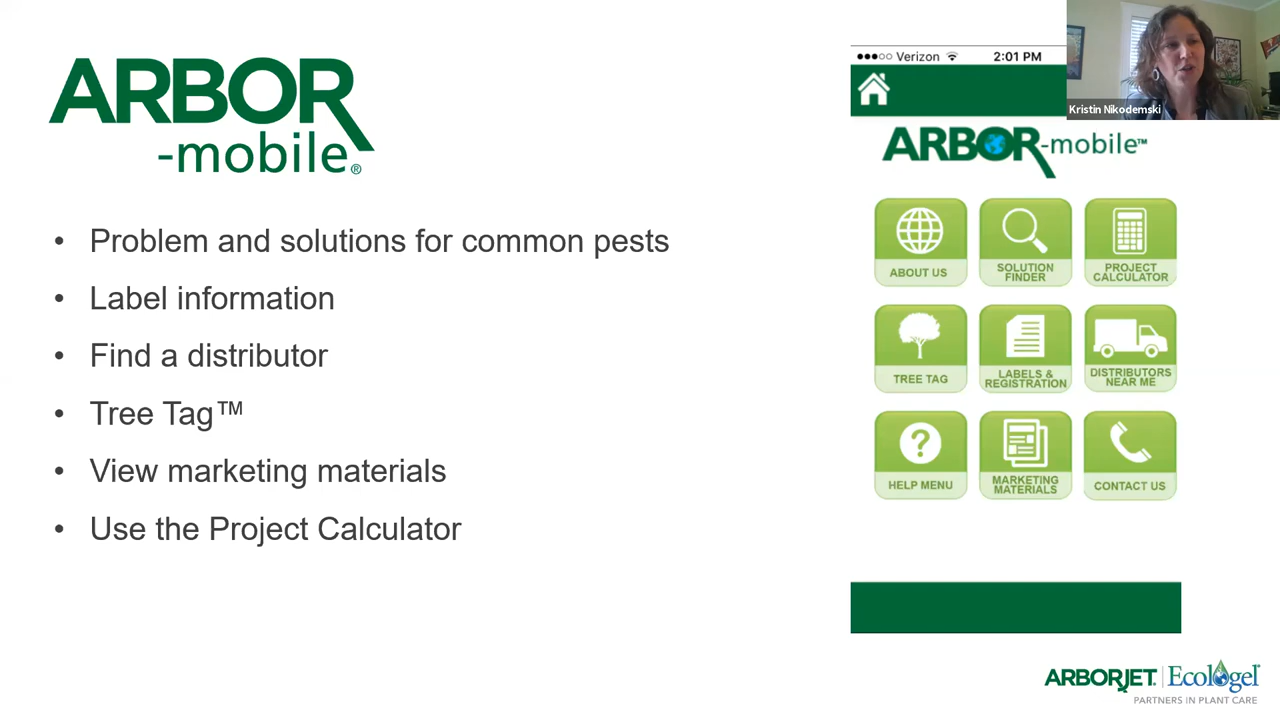 ARBOR
-mobile®
• Problem and solutions for common pests
• Label information
• Find a distributor
• Tree Tag™
• View marketing materials
• Use the Project Calculator
Verizon
2:01 PM
Kristin Nikodemski
ARBOR-mobile™
ABOUT US
SOLUTION
FINDER
PROJECT
CALCULATOR
TREE TAG
LABELS &
REGISTRATION
DISTRIBUTORS
NEAR ME
HELP MENU
MARKETING
MATERIALS
CONTACT US
ARBORJET | Ecologel
PARTNERS IN PLANT CARE